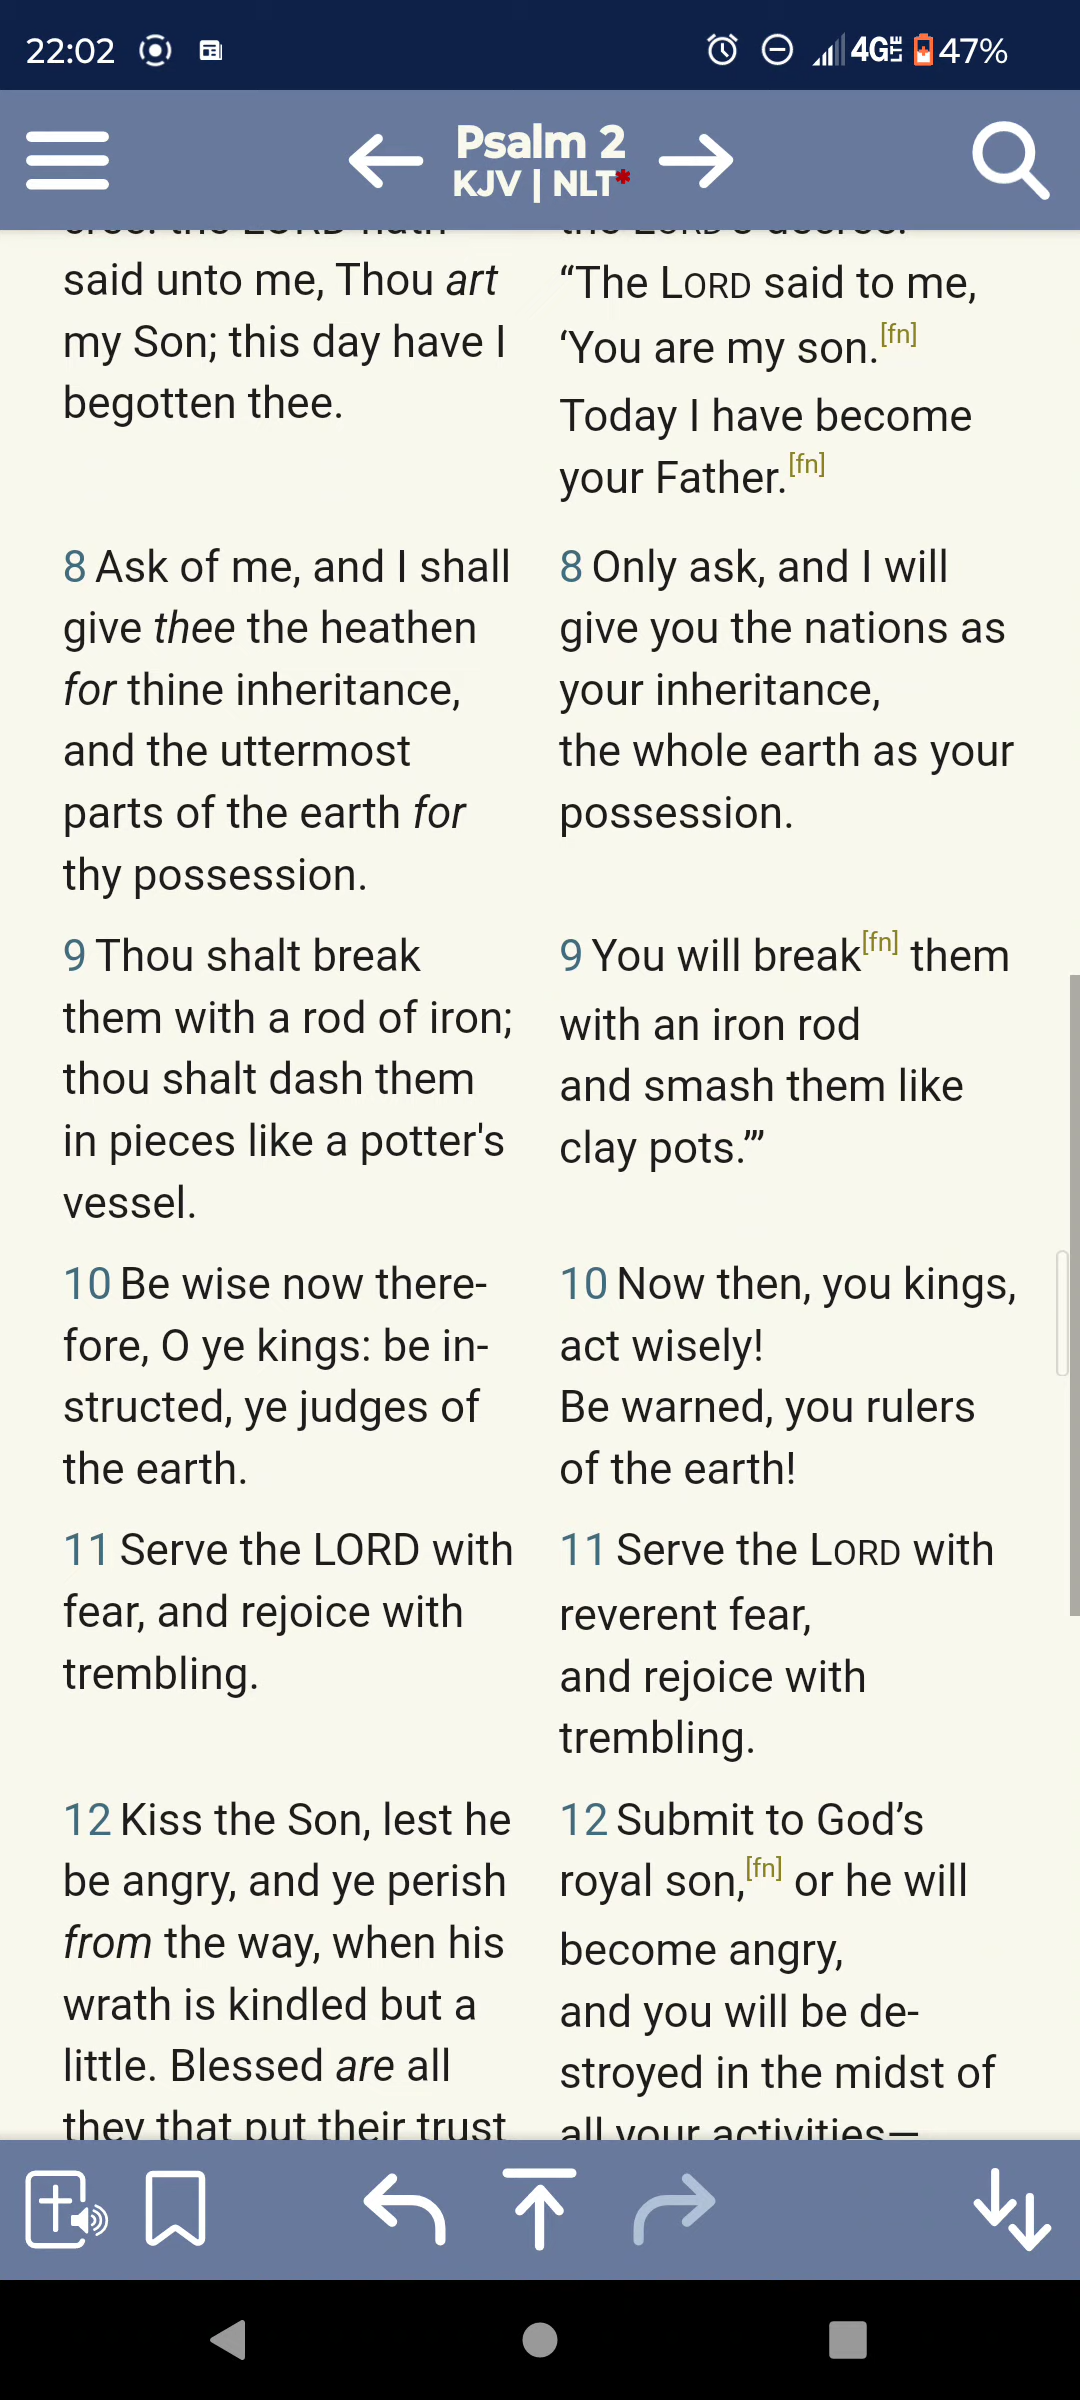 22:02
4G LTE 47%
Psalm 2
KJV | NLT*
said unto me, Thou art
my Son; this day have I
begotten thee.
“The LORD said to me,
‘You are my son.[fn]
Today I have become
your Father.[fn]
8 Ask of me, and I shall
give thee the heathen
for thine inheritance,
and the uttermost
parts of the earth for
thy possession.
8 Only ask, and I will
give you the nations as
your inheritance,
the whole earth as your
possession.
9 Thou shalt break
them with a rod of iron;
thou shalt dash them
in pieces like a potter's
vessel.
9 You will break[fn] them
with an iron rod
and smash them like
clay pots.’”
10 Be wise now there-
fore, O ye kings: be in-
structed, ye judges of
the earth.
10 Now then, you kings,
act wisely!
Be warned, you rulers
of the earth!
11 Serve the LORD with
fear, and rejoice with
trembling.
11 Serve the LORD with
reverent fear,
and rejoice with
trembling.
12 Kiss the Son, lest he
be angry, and ye perish
from the way, when his
wrath is kindled but a
little. Blessed are all
they that put their trust
12 Submit to God’s
royal son,[fn] or he will
become angry,
and you will be de-
stroyed in the midst of
all your activities—